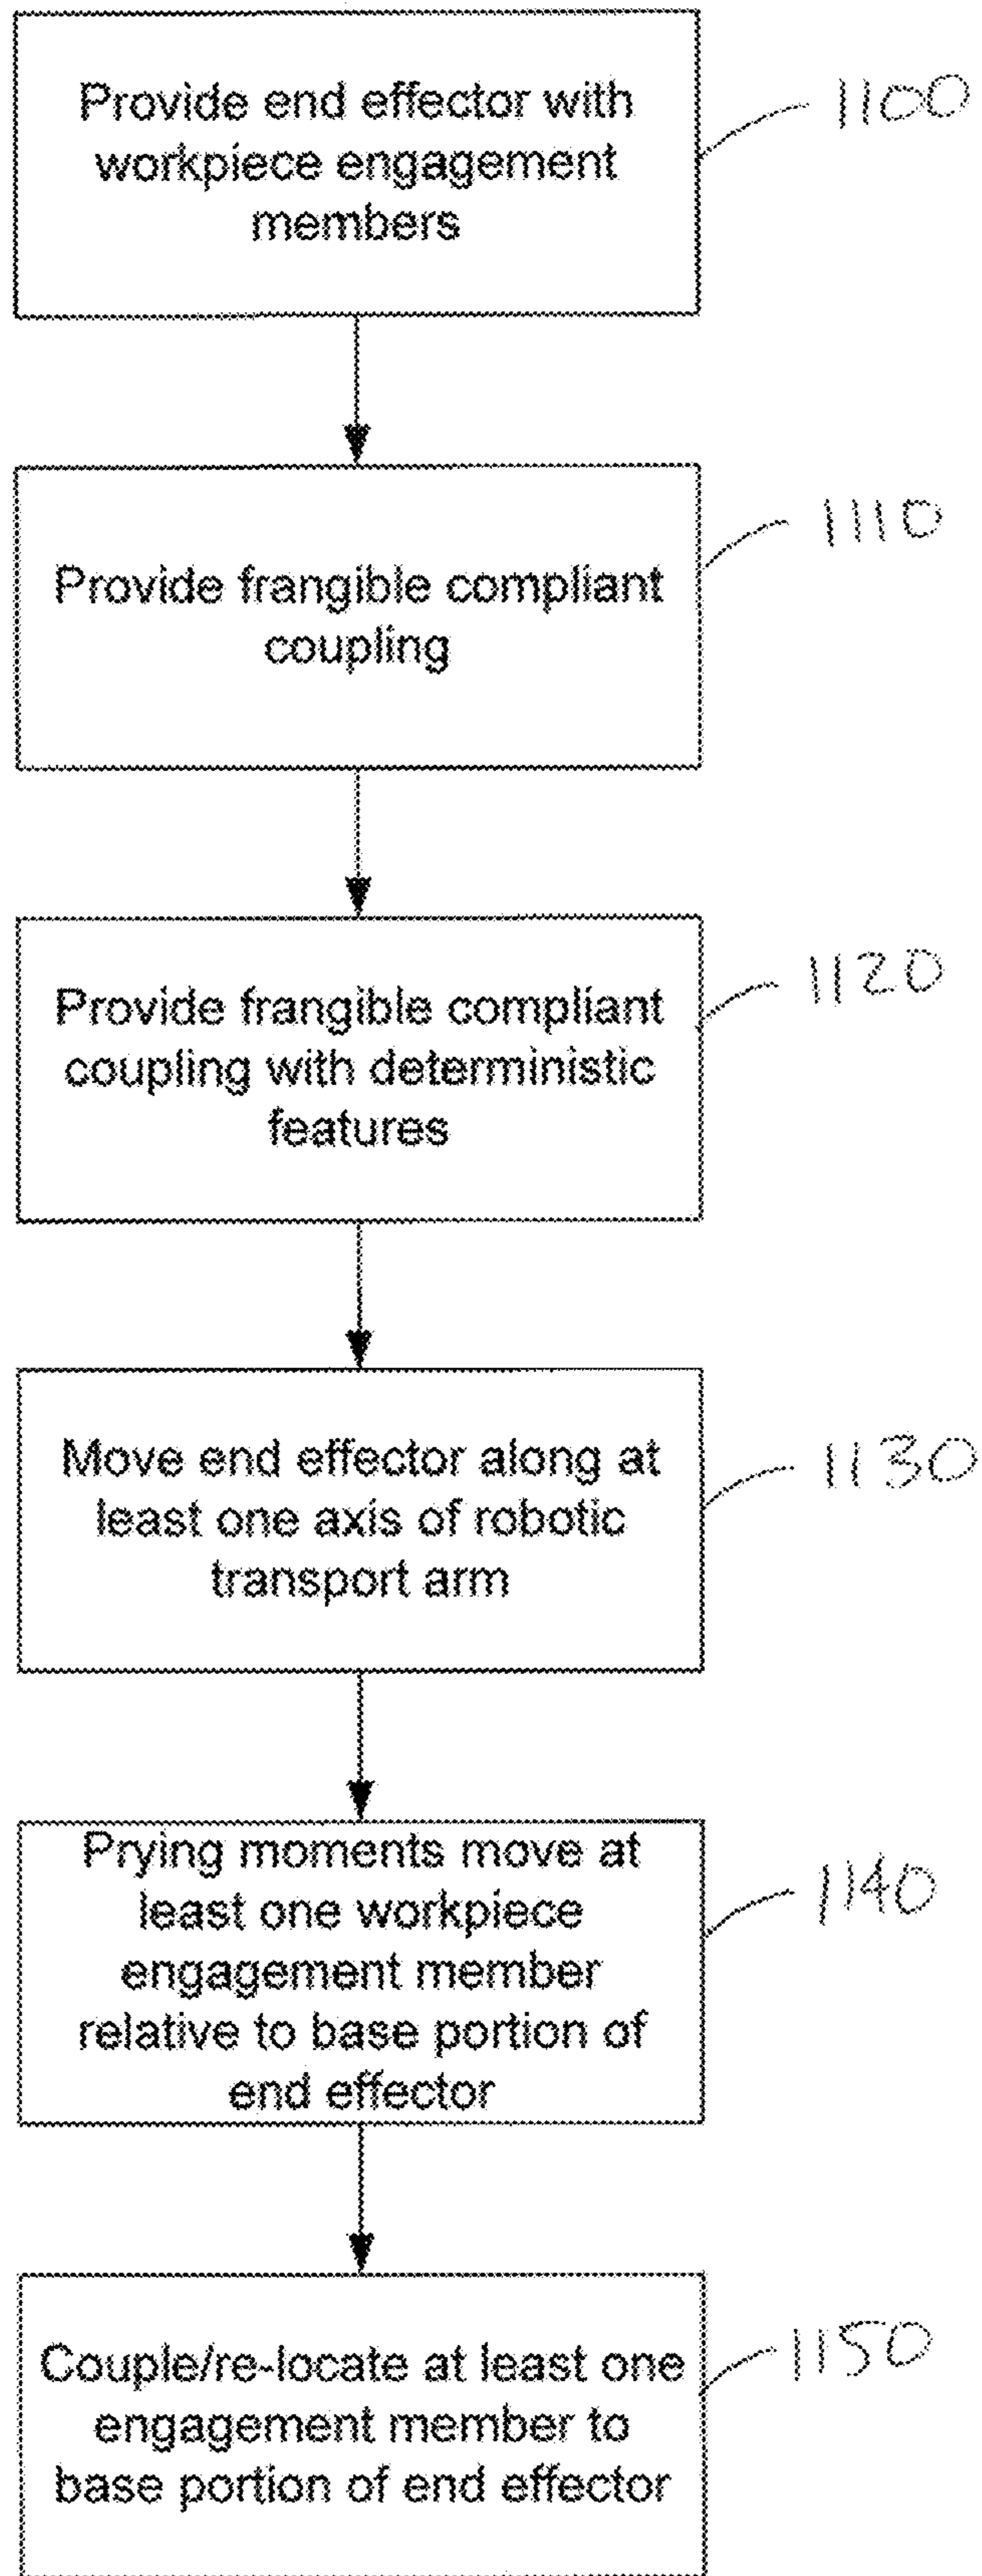 Provide end effector with
workpiece engagement
members
1100
Provide frangible compliant
coupling
1110
Provide frangible compliant
coupling with deterministic
features
1120
Move end effector along at
least one axis of robotic
transport arm
1130
Prying moments move at
least one workpiece
engagement member
relative to base portion of
end effector
1140
Couple/re-locate at least one
engagement member to
base portion of end effector
1150